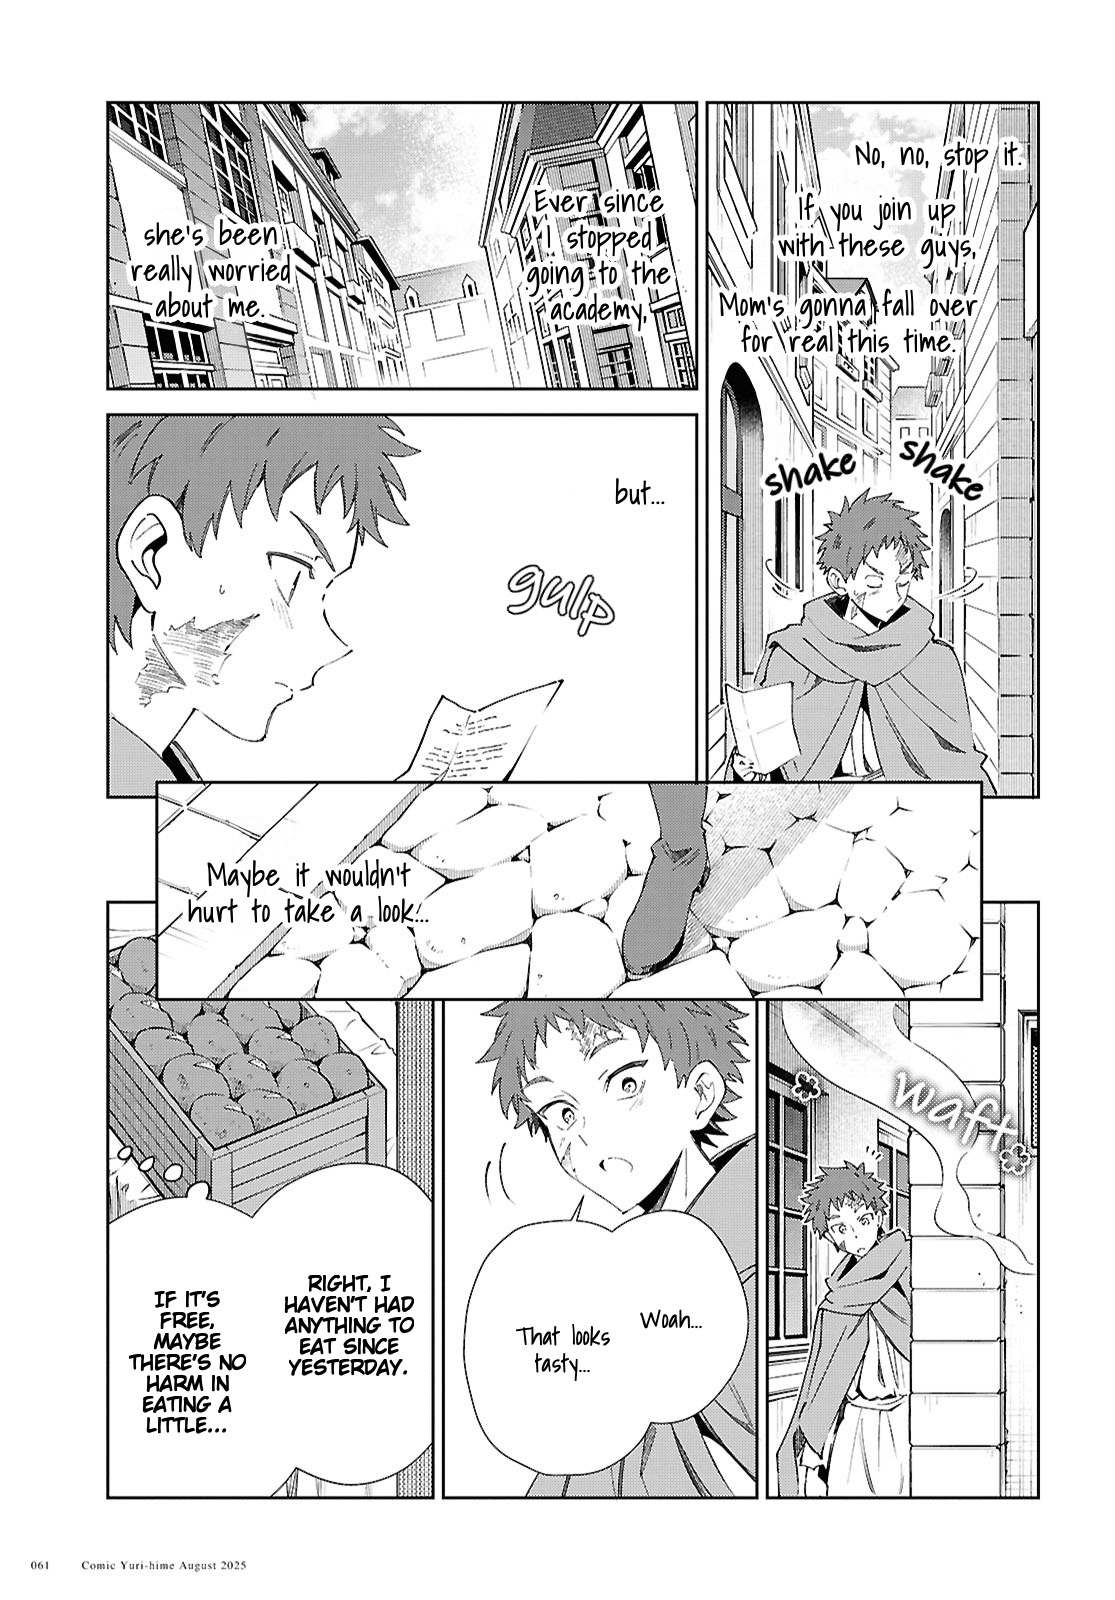 No, no, stop it.
If you join up
with these guys,
Mom's gonna fall over
for real this time.
shake
shake
Ever since
I stopped
going to the
academy,
she's been
really worried
about me.
but...
gulp
Maybe it wouldn't
hurt to take a look...
waft
Woah...
That looks
tasty...
RIGHT, I
HAVEN'T HAD
ANYTHING TO
EAT SINCE
YESTERDAY.
IF IT'S
FREE,
MAYBE
THERE'S NO
HARM IN
EATING A
LITTLE...
061
Comic Yuri-hime August 2025